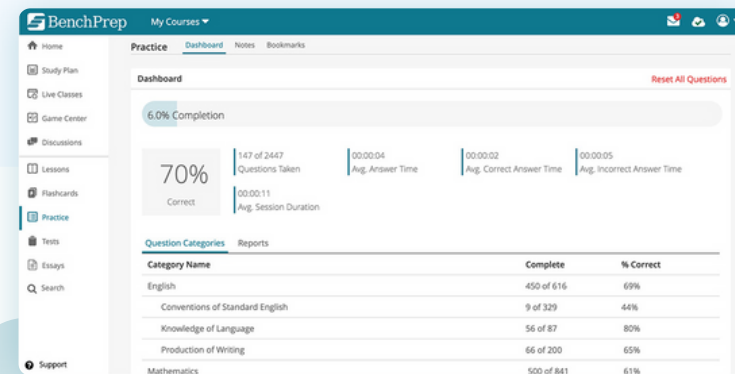 BenchPrep
My Courses
3
Home
Study Plan
Live Classes
Game Center
Discussions
Lessons
Flashcards
Practice
Tests
Essays
Search
Support
Practice Dashboard Notes Bookmarks
Dashboard Reset All Questions
6.0% Completion
70%
Correct
147 of 2447
Questions Taken
00:00:04
Avg. Answer Time
00:00:02
Avg. Correct Answer Time
00:00:05
Avg. Incorrect Answer Time
00:00:11
Avg. Session Duration
Question Categories Reports
Category Name Complete % Correct
English 450 of 616 69%
Conventions of Standard English 9 of 329 44%
Knowledge of Language 56 of 87 80%
Production of Writing 66 of 200 65%
Mathematics 500 of 841 61%